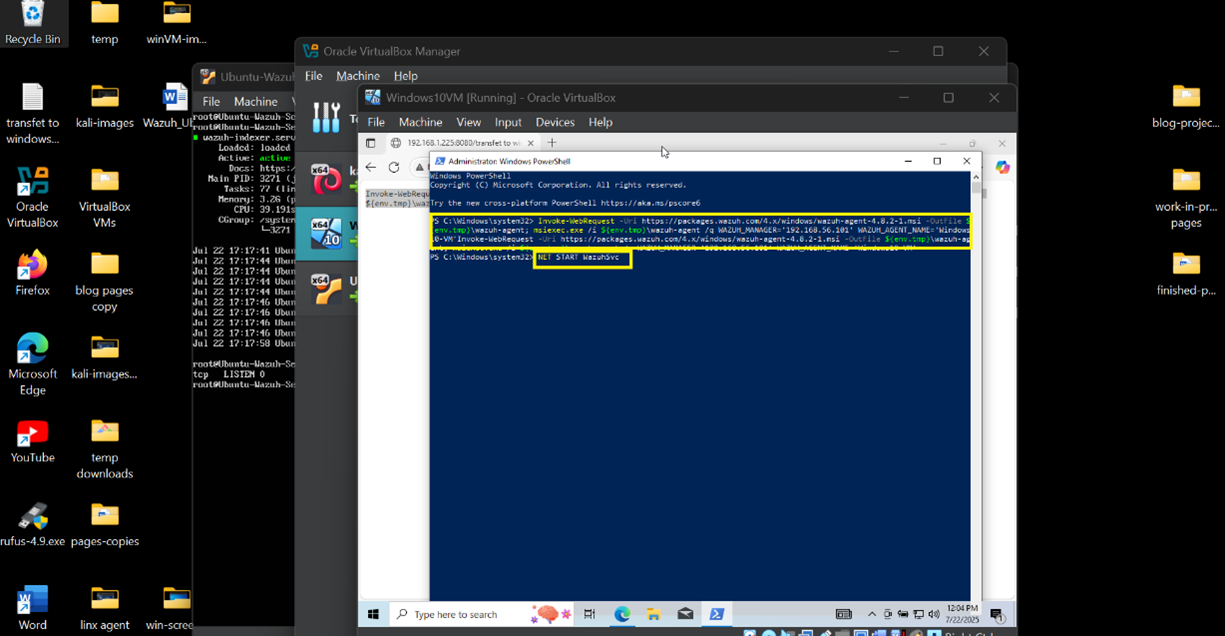 Recycle Bin
temp
winVM-im...
transfet to
windows...
kali-images
Wazuh_U
Oracle
VirtualBox
VirtualBox
VMs
Firefox
blog pages
copy
Microsoft
Edge
kali-images...
YouTube
temp
downloads
rufus-4.9.exe
pages-copies
Word
linx agent
win-scree
blog-projec...
work-in-pr...
pages
finished-p...
Oracle VirtualBox Manager
File Machine Help
Ubuntu-Wazu
File Machine
root@Ubuntu-Wazuh-Se
wazuh-indexer.serv
Loaded: loaded
Active: active
Docs: https:/
Main PID: 3271 (j
Tasks: 77 (lim
Memory: 3.2G (p
CPU: 39.191s
CGroup: /system
└─3271
Jul 22 17:17:41 Ubun
Jul 22 17:17:44 Ubun
Jul 22 17:17:44 Ubun
Jul 22 17:17:44 Ubun
Jul 22 17:17:44 Ubun
Jul 22 17:17:46 Ubun
Jul 22 17:17:46 Ubun
Jul 22 17:17:46 Ubun
Jul 22 17:17:46 Ubun
Jul 22 17:17:58 Ubun
root@Ubuntu-Wazuh-Se
tcp LISTEN 0
root@Ubuntu-Wazuh-Se
Windows10VM [Running] - Oracle VirtualBox
File Machine View Input Devices Help
192.168.1.225:8080/transfet to wi
Invoke-WebRequ
${env.tmp}\waz
Administrator: Windows PowerShell
Windows PowerShell
Copyright (C) Microsoft Corporation. All rights reserved.
Try the new cross-platform PowerShell https://aka.ms/pscore6
PS C:\Windows\system32> Invoke-WebRequest -Uri https://packages.wazuh.com/4.x/windows/wazuh-agent-4.8.2-1.msi -OutFile $
{env.tmp}\wazuh-agent; msiexec.exe /i ${env.tmp}\wazuh-agent /q WAZUH_MANAGER='192.168.56.101' WAZUH_AGENT_NAME='Windows
10-VM'Invoke-WebRequest -Uri https://packages.wazuh.com/4.x/windows/wazuh-agent-4.8.2-1.msi -OutFile ${env.tmp}\wazuh-ag
PS C:\Windows\system32> NET START WazuhSvc
Type here to search
12:04 PM
7/22/2025